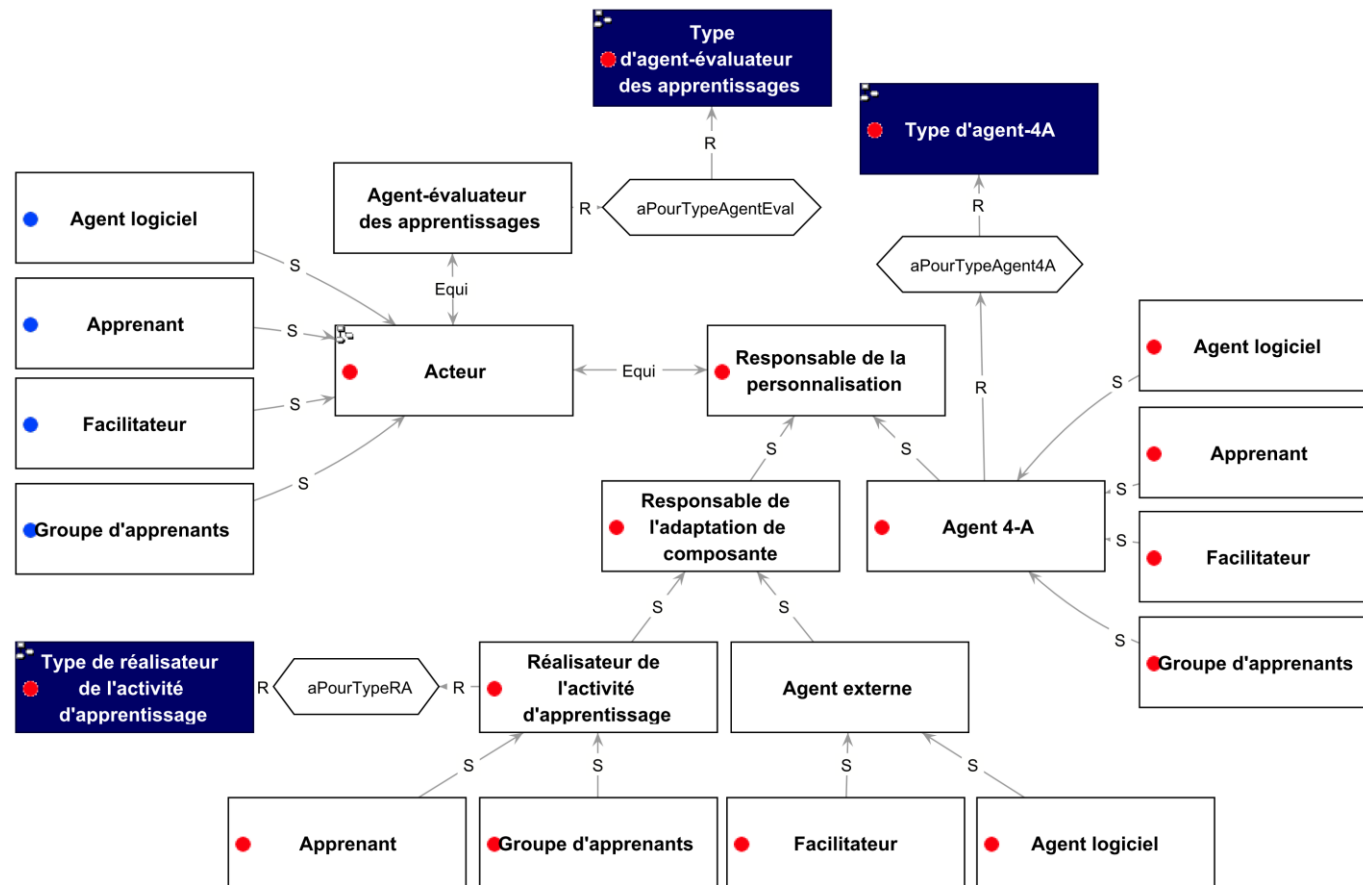 Type
d'agent-évaluateur
des apprentissages
Type d'agent-4A
R
Agent-évaluateur
des apprentissages
R
aPourTypeAgentEval
R
Agent logiciel
aPourTypeAgent4A
S
Equi
Apprenant
S
Acteur
Equi
Responsable de la
personnalisation
Agent logiciel
S
R
S
Facilitateur
S
S
S
Apprenant
S
S
Groupe d'apprenants
Responsable de
l'adaptation de
composante
Agent 4-A
S
Facilitateur
S
S
S
Groupe d'apprenants
Type de réalisateur
de l'activité
d'apprentissage
R
aPourTypeRA
R
Réalisateur de
l'activité
d'apprentissage
Agent externe
S
S
S
S
Apprenant
Groupe d'apprenants
Facilitateur
Agent logiciel